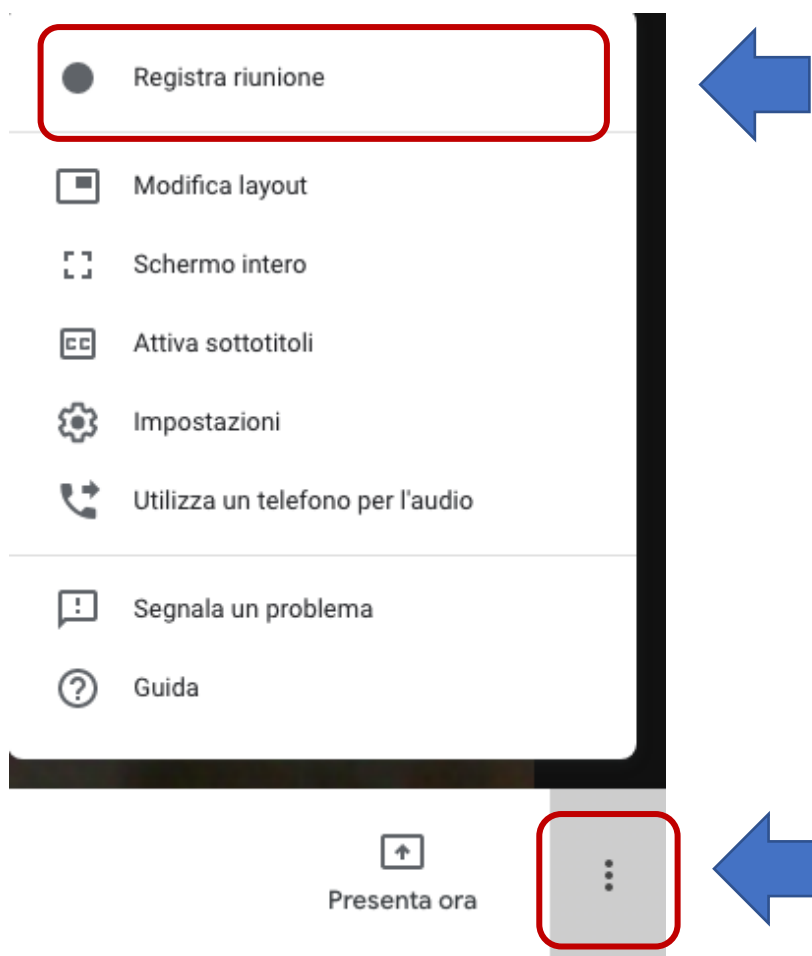 Registra riunione
Modifica layout
Schermo intero
Attiva sottotitoli
Impostazioni
Utilizza un telefono per l'audio
Segnala un problema
Guida
Presenta ora